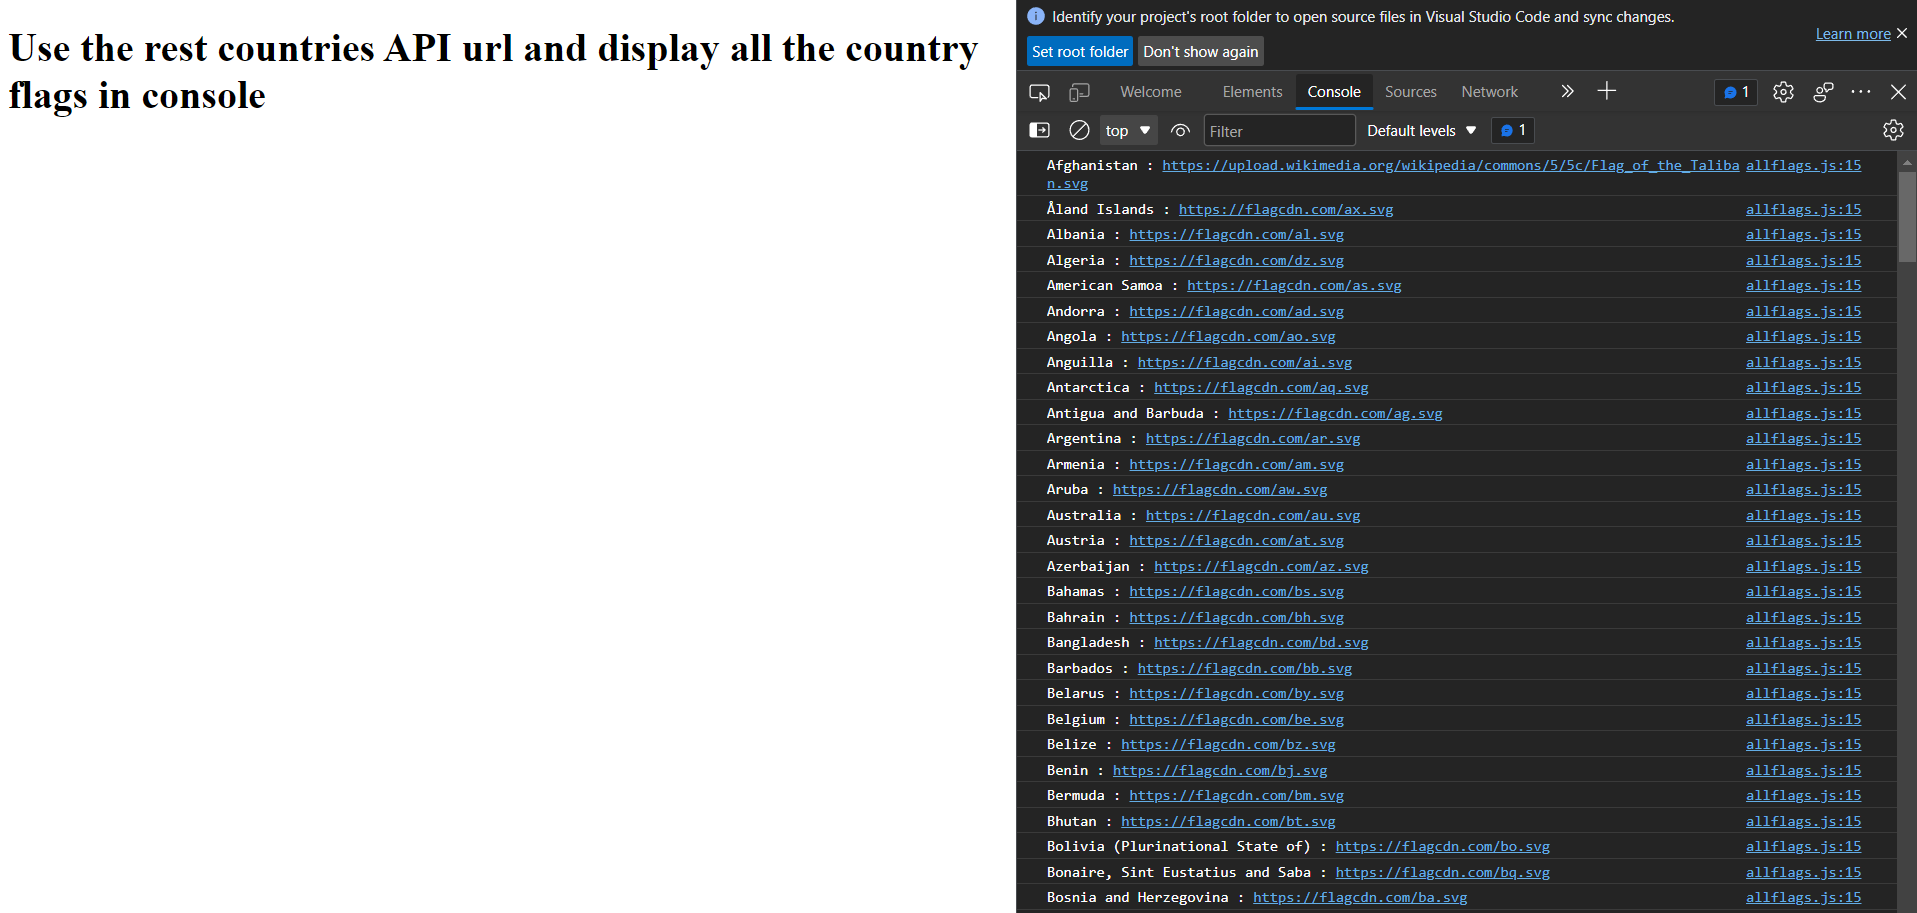 Use the rest countries API url and display all the country
flags in console
Identify your project's root folder to open source files in Visual Studio Code and sync changes.
Learn more
Set root folder Don't show again
Welcome Elements Console Sources Network 1
top Filter Default levels 1
Afghanistan : https://upload.wikimedia.org/wikipedia/commons/5/5c/Flag_of_the_Taliba allflags.js:15
n.svg
Åland Islands : https://flagcdn.com/ax.svg allflags.js:15
Albania : https://flagcdn.com/al.svg allflags.js:15
Algeria : https://flagcdn.com/dz.svg allflags.js:15
American Samoa : https://flagcdn.com/as.svg allflags.js:15
Andorra : https://flagcdn.com/ad.svg allflags.js:15
Angola : https://flagcdn.com/ao.svg allflags.js:15
Anguilla : https://flagcdn.com/ai.svg allflags.js:15
Antarctica : https://flagcdn.com/aq.svg allflags.js:15
Antigua and Barbuda : https://flagcdn.com/ag.svg allflags.js:15
Argentina : https://flagcdn.com/ar.svg allflags.js:15
Armenia : https://flagcdn.com/am.svg allflags.js:15
Aruba : https://flagcdn.com/aw.svg allflags.js:15
Australia : https://flagcdn.com/au.svg allflags.js:15
Austria : https://flagcdn.com/at.svg allflags.js:15
Azerbaijan : https://flagcdn.com/az.svg allflags.js:15
Bahamas : https://flagcdn.com/bs.svg allflags.js:15
Bahrain : https://flagcdn.com/bh.svg allflags.js:15
Bangladesh : https://flagcdn.com/bd.svg allflags.js:15
Barbados : https://flagcdn.com/bb.svg allflags.js:15
Belarus : https://flagcdn.com/by.svg allflags.js:15
Belgium : https://flagcdn.com/be.svg allflags.js:15
Belize : https://flagcdn.com/bz.svg allflags.js:15
Benin : https://flagcdn.com/bj.svg allflags.js:15
Bermuda : https://flagcdn.com/bm.svg allflags.js:15
Bhutan : https://flagcdn.com/bt.svg allflags.js:15
Bolivia (Plurinational State of) : https://flagcdn.com/bo.svg allflags.js:15
Bonaire, Sint Eustatius and Saba : https://flagcdn.com/bq.svg allflags.js:15
Bosnia and Herzegovina : https://flagcdn.com/ba.svg allflags.js:15